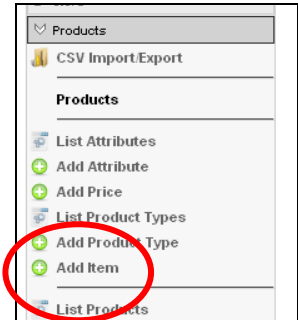 Products
CSV Import/Export
Products
List Attributes
Add Attribute
Add Price
List Product Types
Add Product Type
Add Item
List Products